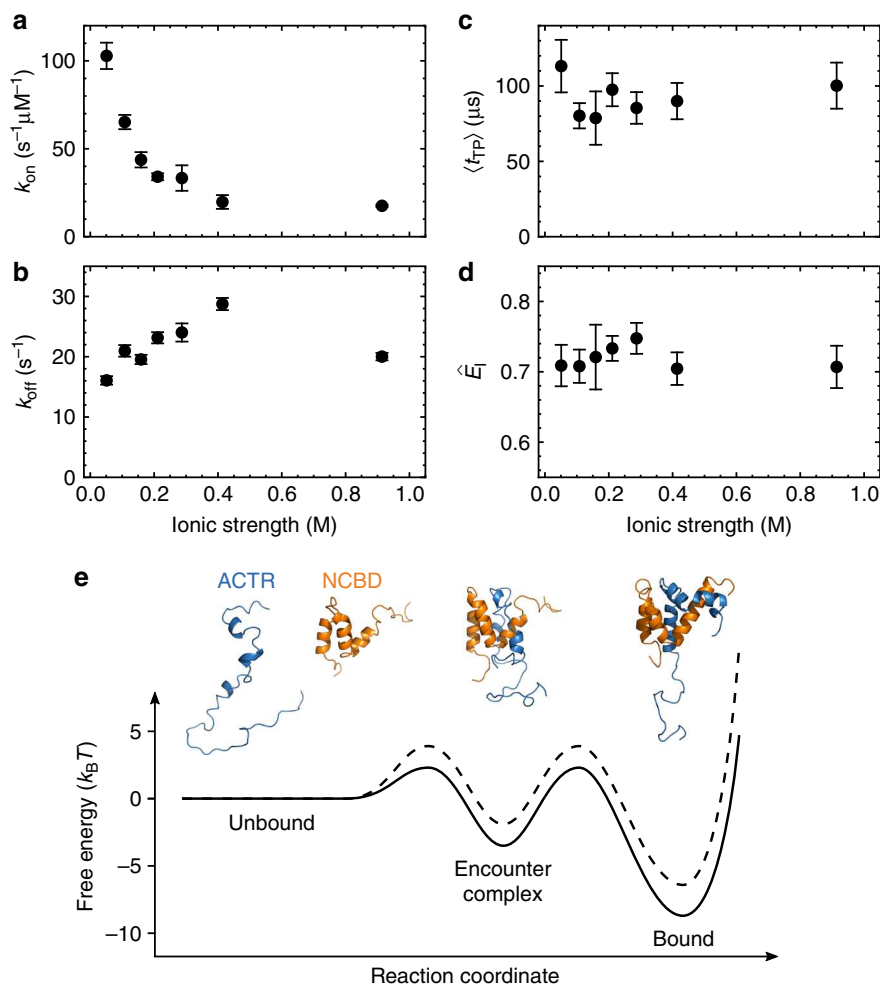 a
k_on (s⁻¹µM⁻¹)
100
50
0
b
k_off (s⁻¹)
30
20
10
0
0.0 0.2 0.4 0.6 0.8 1.0
Ionic strength (M)
c
⟨t_TP⟩ (µs)
100
50
0
d
Ê_I
0.8
0.7
0.6
0.0 0.2 0.4 0.6 0.8 1.0
Ionic strength (M)
e
ACTR NCBD
Free energy (k_BT)
5
0
−5
−10
Unbound
Encounter
complex
Bound
Reaction coordinate